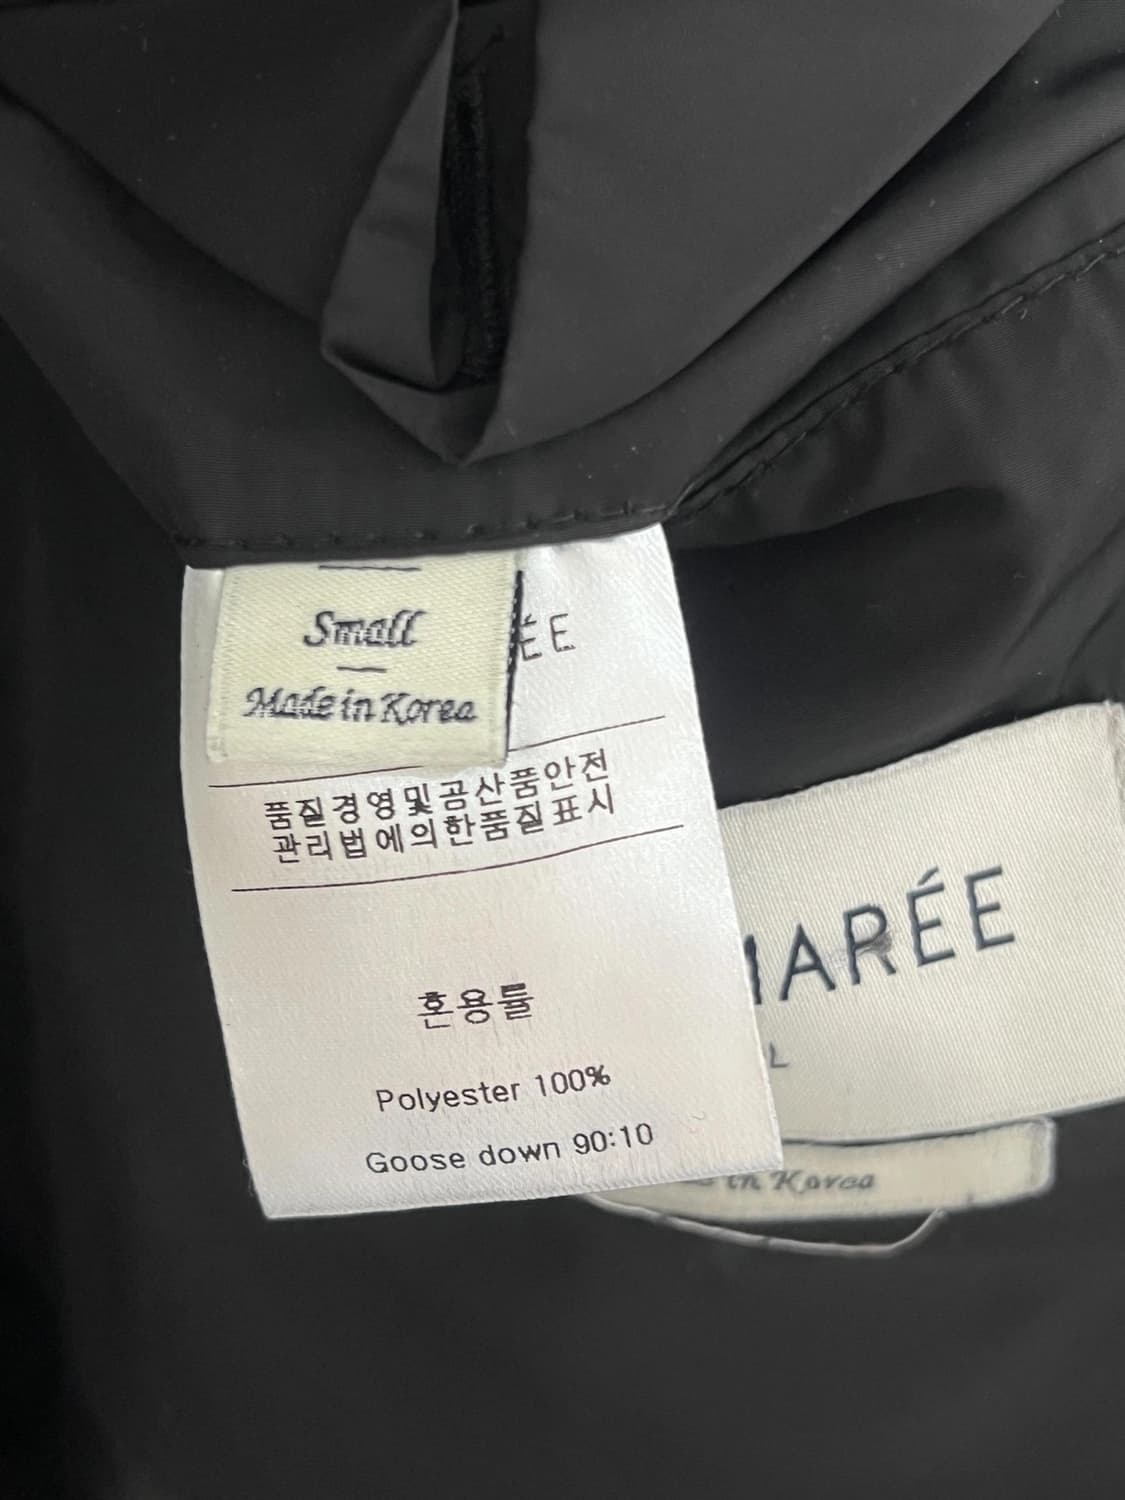 Small
Made in Korea
ÉE
품질경영및공산품안전
관리법에의한품질표시
혼용률
Polyester 100%
Goose down 90:10
MARÉE
L
in Korea